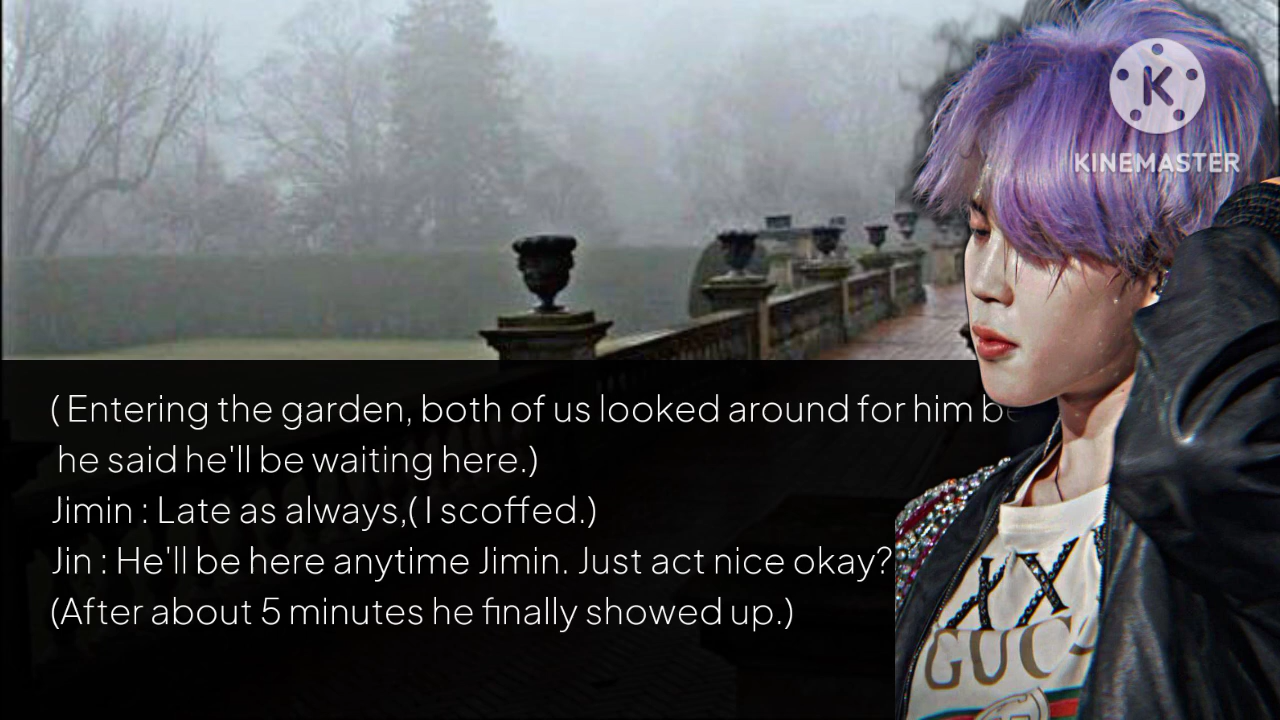 K
KINEMASTER
( Entering the garden, both of us looked around for him
he said he'll be waiting here.)
Jimin : Late as always,( I scoffed.)
Jin : He'll be here anytime Jimin. Just act nice okay?
(After about 5 minutes he finally showed up.)
XX
GUC